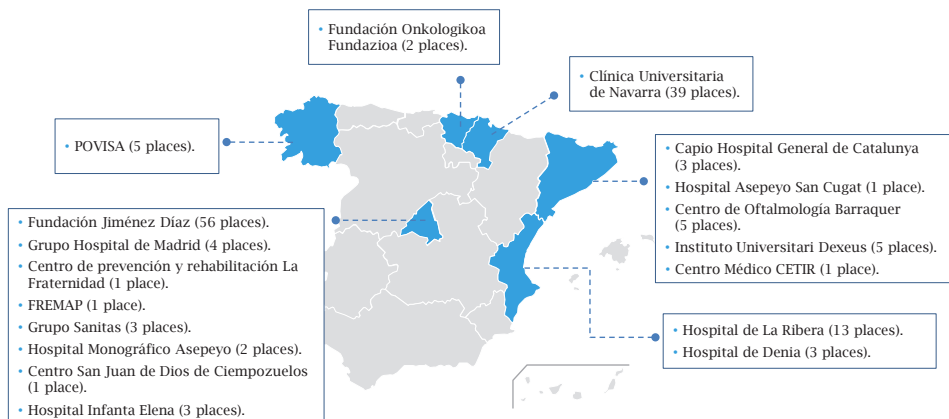 • Fundación Onkologikoa
Fundazioa (2 places).
• Clínica Universitaria
de Navarra (39 places).
• POVISA (5 places).
• Capio Hospital General de Catalunya
(3 places).
• Hospital Asepeyo San Cugat (1 place).
• Centro de Oftalmología Barraquer
(5 places).
• Instituto Universitari Dexeus (5 places).
• Centro Médico CETIR (1 place).
• Fundación Jiménez Díaz (56 places).
• Grupo Hospital de Madrid (4 places).
• Centro de prevención y rehabilitación La
Fraternidad (1 place).
• FREMAP (1 place).
• Grupo Sanitas (3 places).
• Hospital Monográfico Asepeyo (2 places).
• Centro San Juan de Dios de Ciempozuelos
(1 place).
• Hospital Infanta Elena (3 places).
• Hospital de La Ribera (13 places).
• Hospital de Denia (3 places).